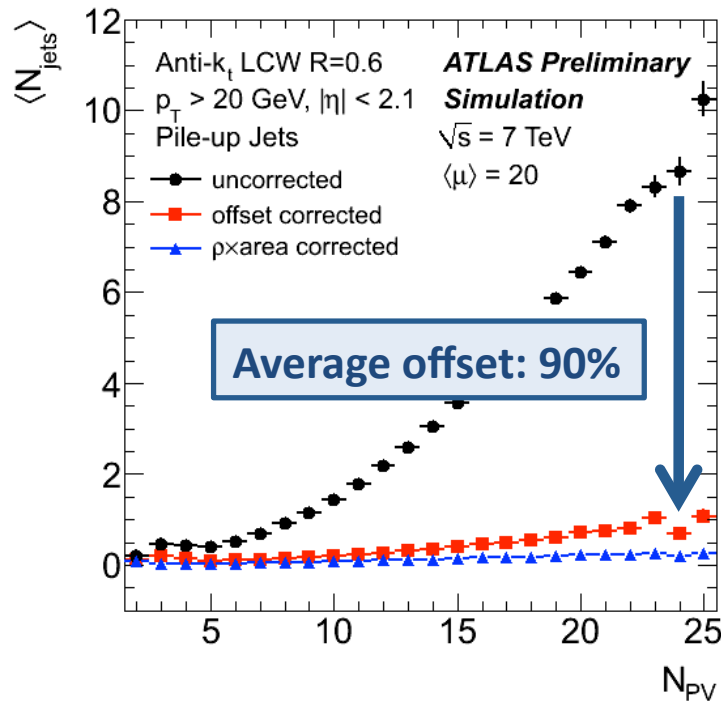 ⟨N_jets⟩
12
10
8
6
4
2
0
Anti-k_t LCW R=0.6
p_T > 20 GeV, |η| < 2.1
Pile-up Jets
uncorrected
offset corrected
ρ×area corrected
ATLAS Preliminary
Simulation
√s = 7 TeV
⟨μ⟩ = 20
Average offset: 90%
5 10 15 20 25
N_PV